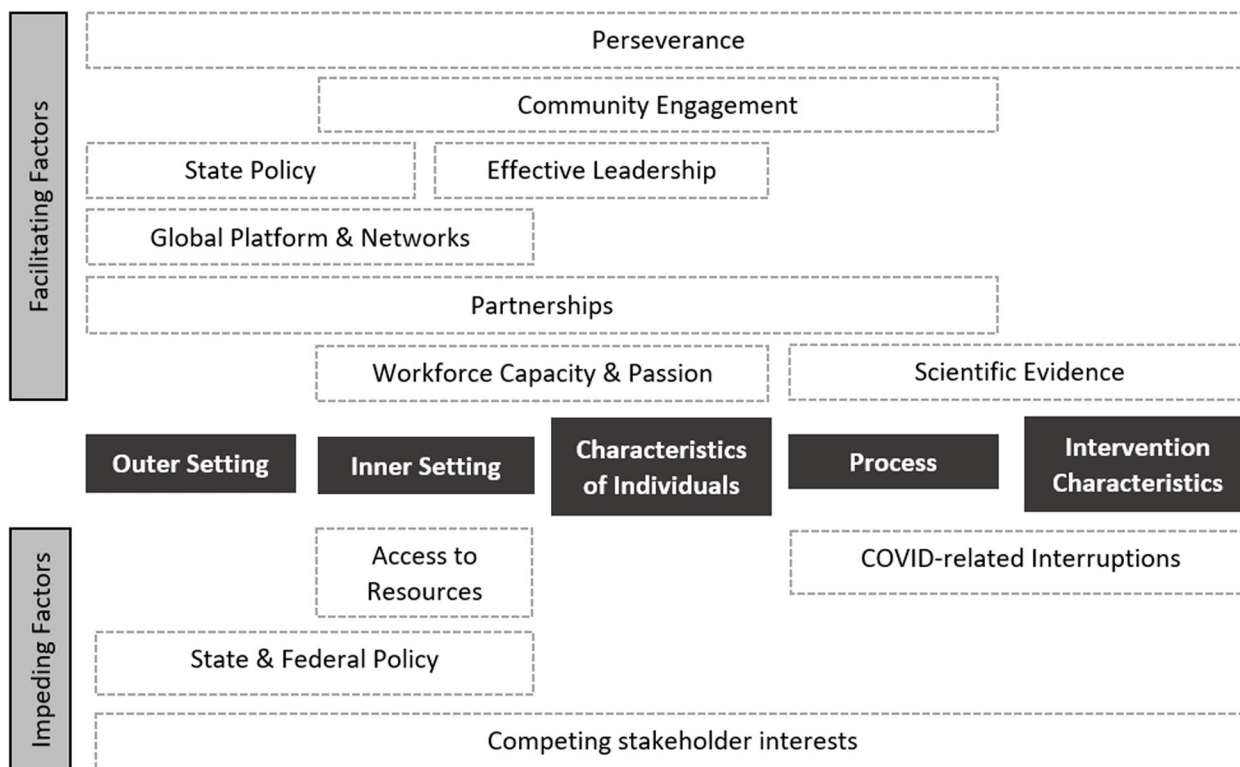 Facilitating Factors
Perseverance
Community Engagement
State Policy
Effective Leadership
Global Platform & Networks
Partnerships
Workforce Capacity & Passion
Scientific Evidence
Outer Setting
Inner Setting
Characteristics
of Individuals
Process
Intervention
Characteristics
Impeding Factors
Access to
Resources
COVID-related Interruptions
State & Federal Policy
Competing stakeholder interests